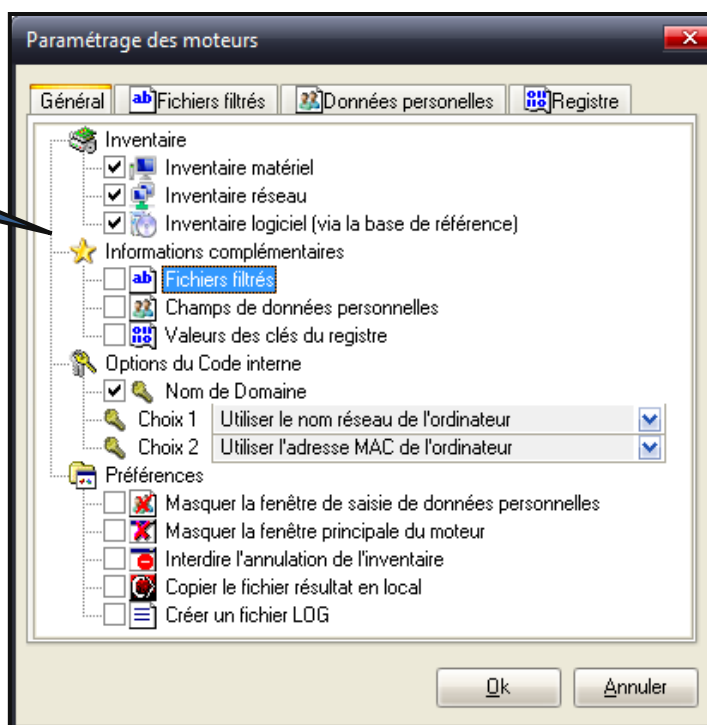 Paramétrage des moteurs
Général
Fichiers filtrés
Données personelles
Registre
Inventaire
Inventaire matériel
Inventaire réseau
Inventaire logiciel (via la base de référence)
Informations complémentaires
Fichiers filtrés
Champs de données personnelles
Valeurs des clés du registre
Options du Code interne
Nom de Domaine
Choix 1 Utiliser le nom réseau de l'ordinateur
Choix 2 Utiliser l'adresse MAC de l'ordinateur
Préférences
Masquer la fenêtre de saisie de données personnelles
Masquer la fenêtre principale du moteur
Interdire l'annulation de l'inventaire
Copier le fichier résultat en local
Créer un fichier LOG
Ok Annuler